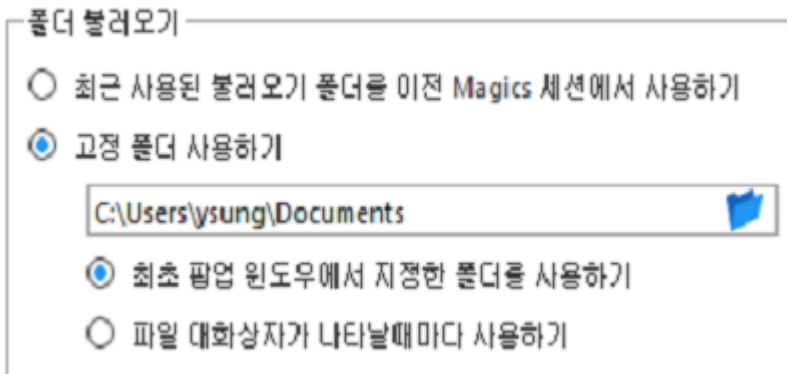 폴더 불러오기
최근 사용된 불러오기 폴더를 이전 Magics 세션에서 사용하기
고정 폴더 사용하기
C:\Users\ysung\Documents
최초 팝업 윈도우에서 지정한 폴더를 사용하기
파일 대화상자가 나타날때마다 사용하기